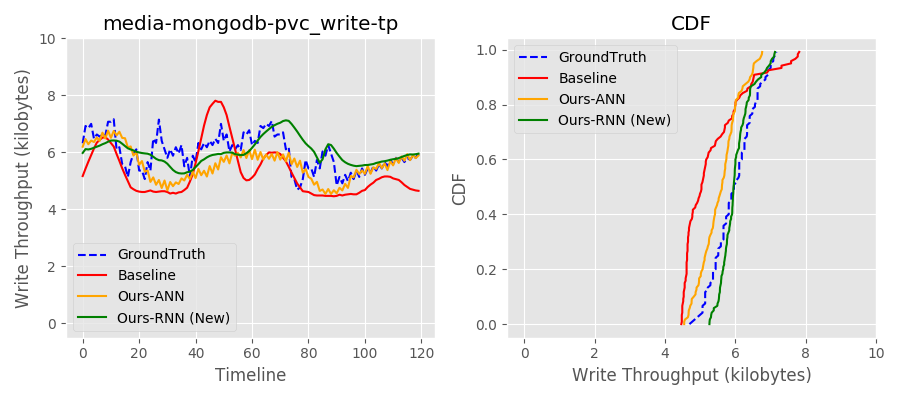 media-mongodb-pvc_write-tp
Write Throughput (kilobytes)
10
8
6
4
2
0
GroundTruth
Baseline
Ours-ANN
Ours-RNN (New)
0 20 40 60 80 100 120
Timeline
CDF
CDF
1.0
0.8
0.6
0.4
0.2
0.0
GroundTruth
Baseline
Ours-ANN
Ours-RNN (New)
0 2 4 6 8 10
Write Throughput (kilobytes)